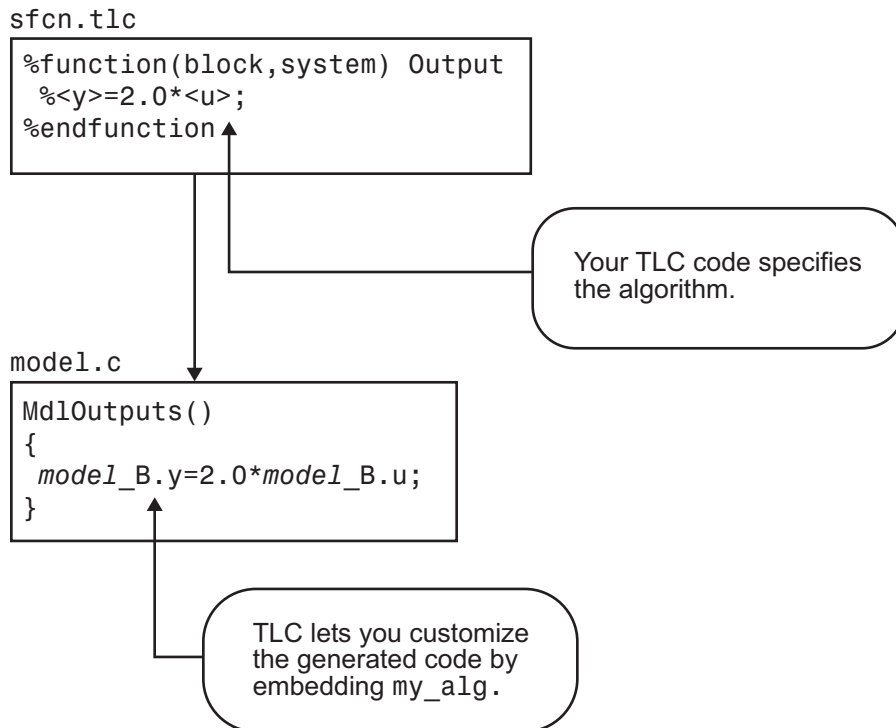 sfcn.tlc
%function(block,system) Output
%<y>=2.0*<u>;
%endfunction
Your TLC code specifies
the algorithm.
model.c
MdlOutputs()
{
model_B.y=2.0*model_B.u;
}
TLC lets you customize
the generated code by
embedding my_alg.